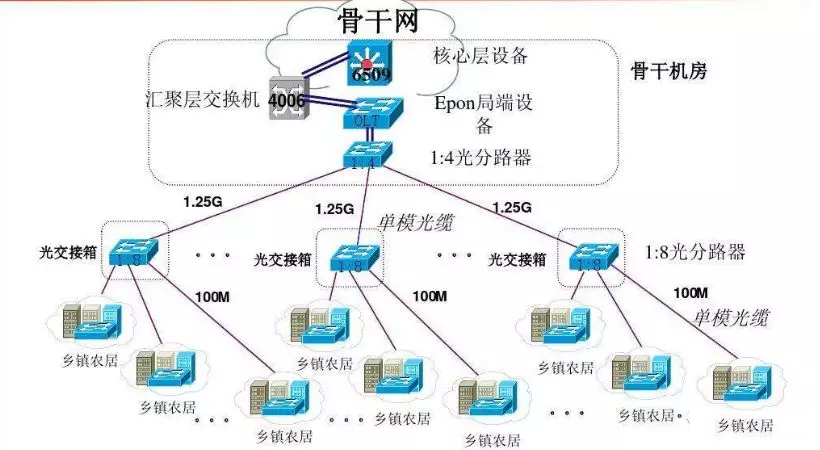 骨干网
核心层设备
6509
骨干机房
汇聚层交换机
4006
Epon局端设
备
OLT
1:4光分路器
1:4
1.25G
1.25G
单模光缆
1.25G
光交接箱
1:8
• • •
光交接箱
1:8
• • •
光交接箱
1:8
1:8光分路器
100M
100M
100M
单模光缆
乡镇农居
乡镇农居
乡镇农居
乡镇农居
乡镇农居
乡镇农居
乡镇农居
乡镇农居
乡镇农居
• • •
• • •
• • •
• • •